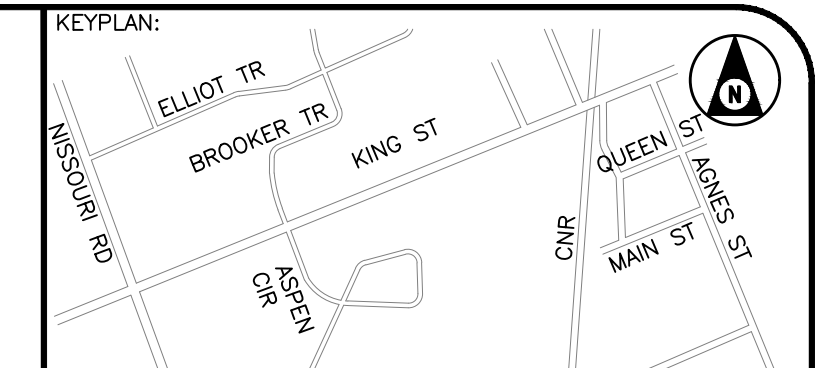 KEYPLAN:
N
ELLIOT TR
BROOKER TR
NISSOURI RD
KING ST
QUEEN ST
AGNES ST
CNR
MAIN ST
ASPEN
CIR